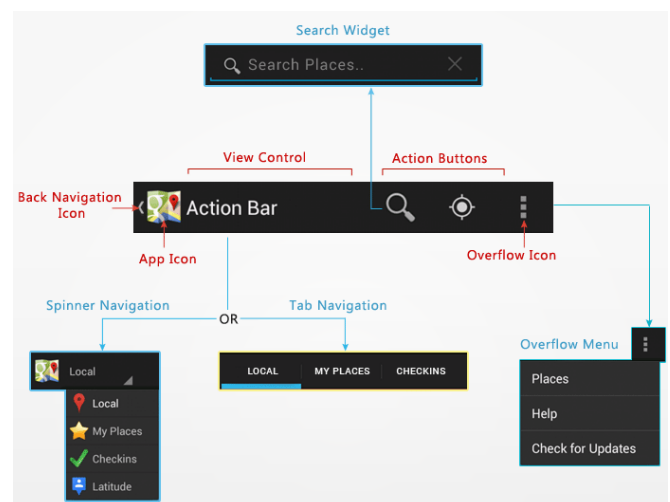 Search Widget
Search Places..
View Control
Action Buttons
Back Navigation
Icon
Action Bar
App Icon
Overflow Icon
Spinner Navigation
OR
Tab Navigation
Overflow Menu
Local
LOCAL
MY PLACES
CHECKINS
Places
Local
Help
My Places
Check for Updates
Checkins
Latitude